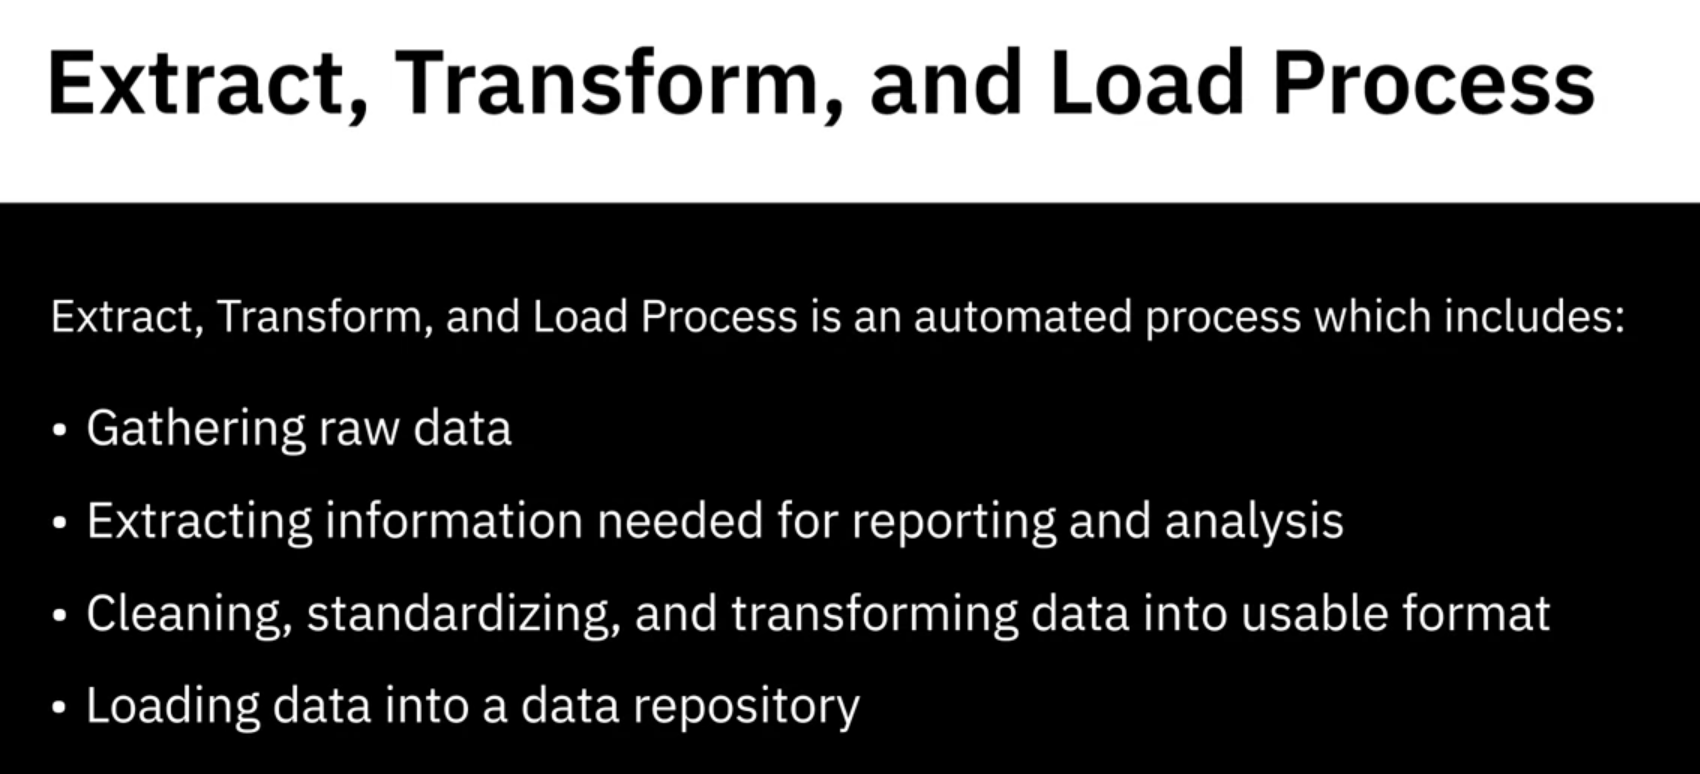 Extract, Transform, and Load Process
Extract, Transform, and Load Process is an automated process which includes:
• Gathering raw data
• Extracting information needed for reporting and analysis
• Cleaning, standardizing, and transforming data into usable format
• Loading data into a data repository